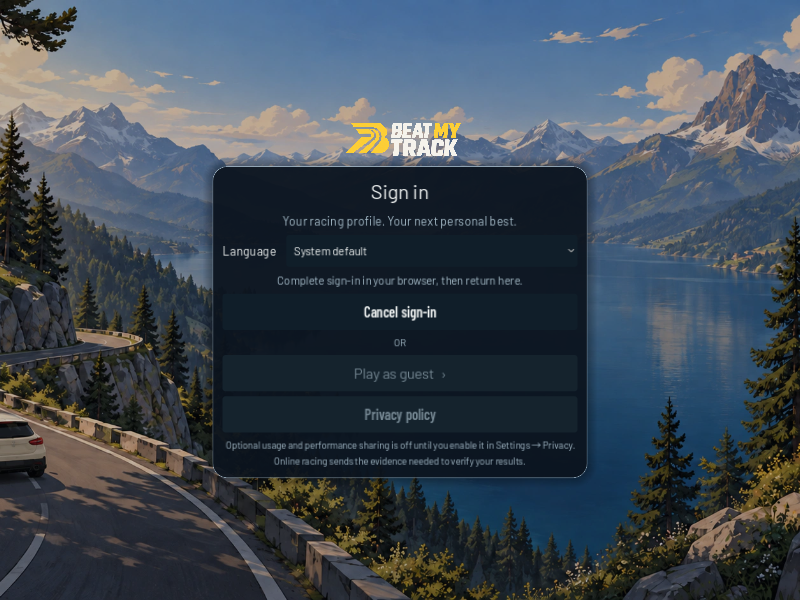 BEAT MY
TRACK
Sign in
Your racing profile. Your next personal best.
Language System default
Complete sign-in in your browser, then return here.
Cancel sign-in
OR
Play as guest ›
Privacy policy
Optional usage and performance sharing is off until you enable it in Settings → Privacy.
Online racing sends the evidence needed to verify your results.